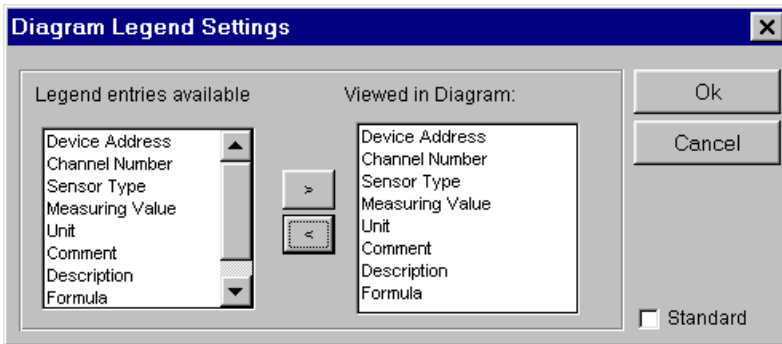 Diagram Legend Settings
Legend entries available
Viewed in Diagram:
Device Address
Channel Number
Sensor Type
Measuring Value
Unit
Comment
Description
Formula
>
<
Device Address
Channel Number
Sensor Type
Measuring Value
Unit
Comment
Description
Formula
Ok
Cancel
Standard